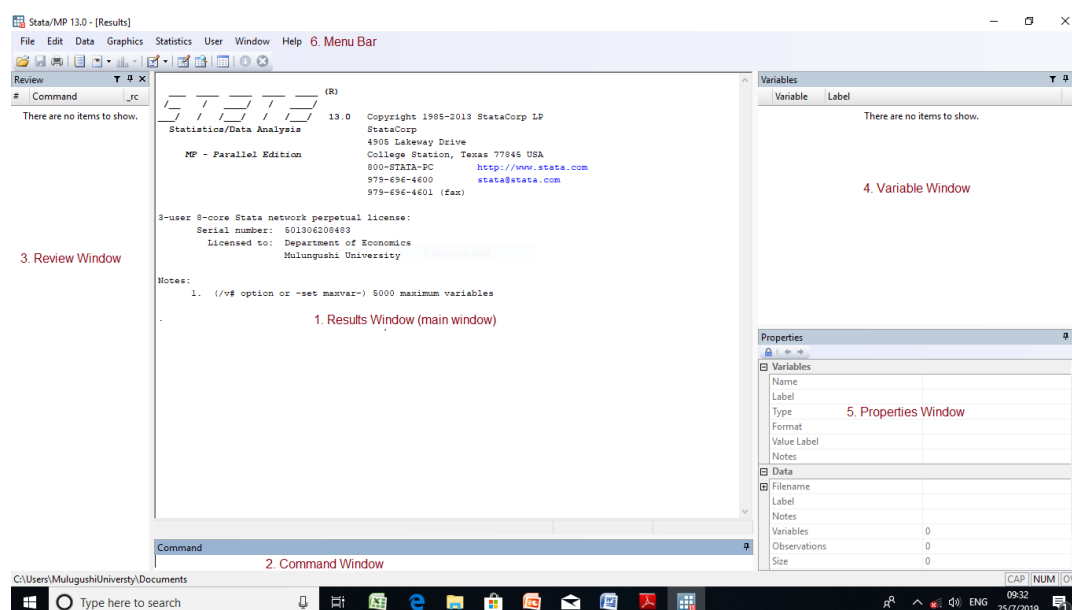 Stata/MP 13.0 - [Results]
File Edit Data Graphics Statistics User Window Help 6. Menu Bar
Review
# Command _rc
There are no items to show.
3. Review Window
(R)
13.0 Copyright 1985-2013 StataCorp LP
Statistics/Data Analysis StataCorp
4905 Lakeway Drive
MP - Parallel Edition College Station, Texas 77845 USA
800-STATA-PC http://www.stata.com
979-696-4600 stata@stata.com
979-696-4601 (fax)
3-user 8-core Stata network perpetual license:
Serial number: 501306208483
Licensed to: Department of Economics
Mulungushi University
Notes:
1. (/v# option or -set maxvar-) 5000 maximum variables
.
1. Results Window (main window)
Command
2. Command Window
Variables
Variable Label
There are no items to show.
4. Variable Window
Properties
Variables
Name
Label
Type 5. Properties Window
Format
Value Label
Notes
Data
Filename
Label
Notes
Variables 0
Observations 0
Size 0
C:\Users\MulugushiUniversty\Documents CAP NUM
Type here to search ENG 09:32
25/7/2019